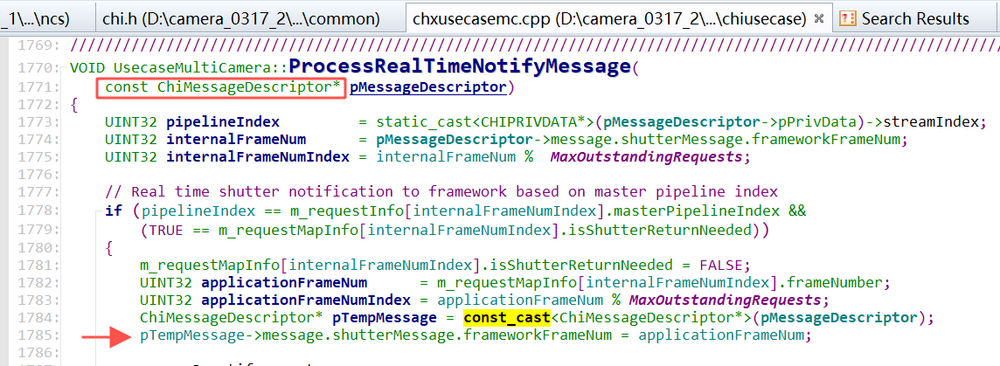 _1\...\ncs) chi.h (D:\camera_0317_2\...\common) chxusecasemc.cpp (D:\camera_0317_2\...\chiusecase) Search Results
1769: ////////////////////////////////////////////////////////////////////////////////////////////////////////////////////////
1770: VOID UsecaseMultiCamera::ProcessRealTimeNotifyMessage(
1771: const ChiMessageDescriptor* pMessageDescriptor)
1772: {
1773: UINT32 pipelineIndex = static_cast<CHIPRIVDATA*>(pMessageDescriptor->pPrivData)->streamIndex;
1774: UINT32 internalFrameNum = pMessageDescriptor->message.shutterMessage.frameworkFrameNum;
1775: UINT32 internalFrameNumIndex = internalFrameNum % MaxOutstandingRequests;
1776:
1777: // Real time shutter notification to framework based on master pipeline index
1778: if (pipelineIndex == m_requestInfo[internalFrameNumIndex].masterPipelineIndex &&
1779: (TRUE == m_requestMapInfo[internalFrameNumIndex].isShutterReturnNeeded))
1780: {
1781: m_requestMapInfo[internalFrameNumIndex].isShutterReturnNeeded = FALSE;
1782: UINT32 applicationFrameNum = m_requestMapInfo[internalFrameNumIndex].frameNumber;
1783: UINT32 applicationFrameNumIndex = applicationFrameNum % MaxOutstandingRequests;
1784: ChiMessageDescriptor* pTempMessage = const_cast<ChiMessageDescriptor*>(pMessageDescriptor);
1785: pTempMessage->message.shutterMessage.frameworkFrameNum = applicationFrameNum;
1786: